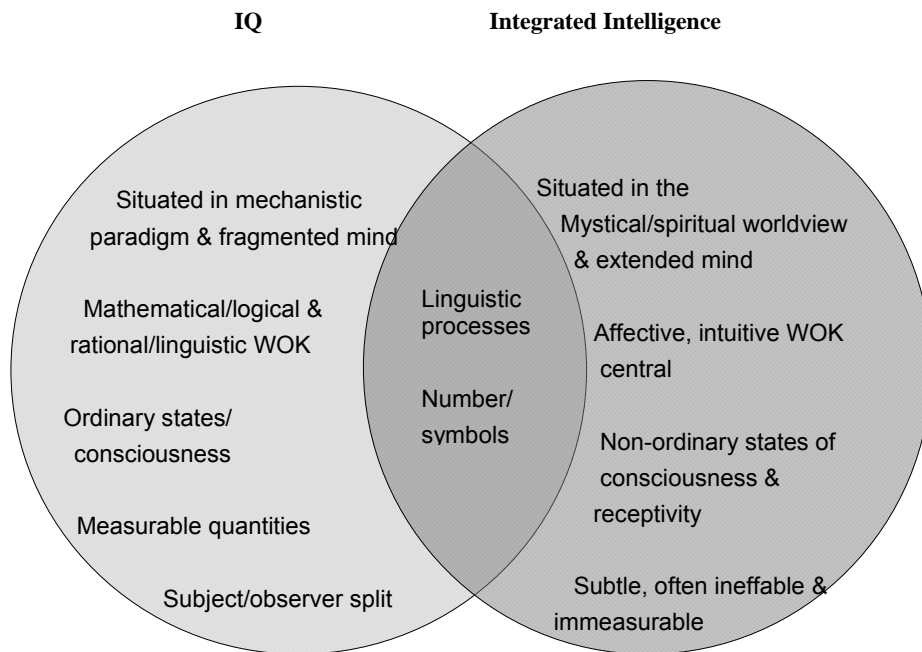 IQ
Integrated Intelligence
Situated in mechanistic
paradigm & fragmented mind
Mathematical/logical &
rational/linguistic WOK
Ordinary states/
consciousness
Measurable quantities
Subject/observer split
Linguistic
processes
Number/
symbols
Situated in the
Mystical/spiritual worldview
& extended mind
Affective, intuitive WOK
central
Non-ordinary states of
consciousness &
receptivity
Subtle, often ineffable &
immeasurable